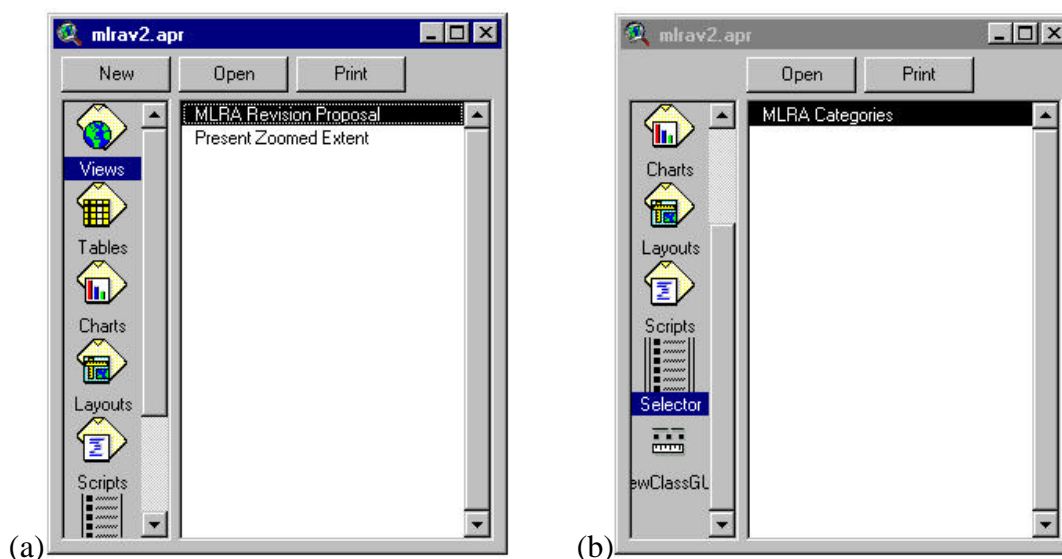 mlrav2.apr
New Open Print
MLRA Revision Proposal
Present Zoomed Extent
Views
Tables
Charts
Layouts
Scripts
(a)
mlrav2.apr
Open Print
MLRA Categories
Charts
Layouts
Scripts
Selector
ewClassGU
(b)